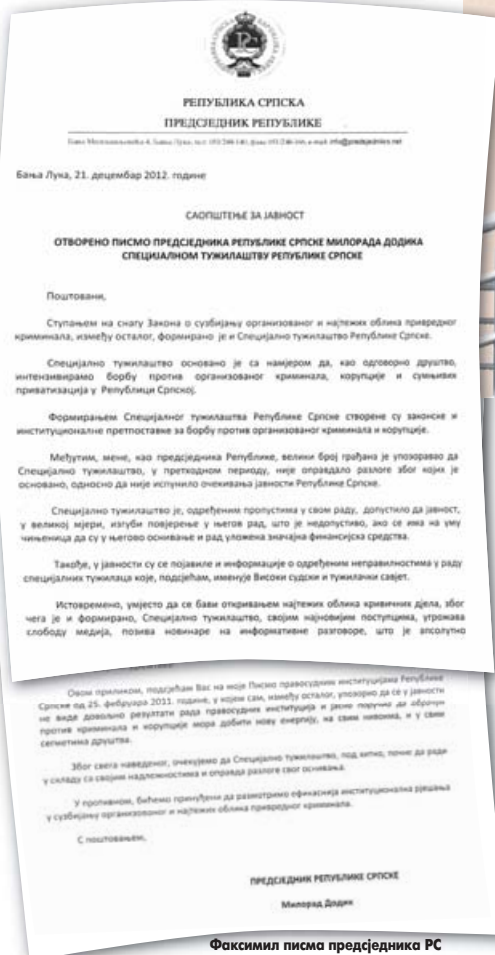 РЕПУБЛИКА СРПСКА
ПРЕДСЈЕДНИК РЕПУБЛИКЕ
Бања Лука, 21. децембар 2012. године
САОПШТЕЊЕ ЗА ЈАВНОСТ
ОТВОРЕНО ПИСМО ПРЕДСЈЕДНИКА РЕПУБЛИКЕ СРПСКЕ МИЛОРАДА ДОДИКА
СПЕЦИЈАЛНОМ ТУЖИЛАШТВУ РЕПУБЛИКЕ СРПСКЕ
Поштовани,
Ступањем на снагу Закона о сузбијању организованог и најтежих облика привредног
криминала, између осталог, формирано је и Специјално тужилаштво Републике Српске.
Специјално тужилаштво основано је са намјером да, као одговорно друштво,
интензивирамо борбу против организованог криминала, корупције и сумњивих
приватизација у Републици Српској.
Формирањем Специјалног тужилаштва Републике Српске створене су законске и
институционалне претпоставке за борбу против организованог криминала и корупције.
Међутим, мене, као предсједника Републике, велики број грађана је упозоравао да
Специјално тужилаштво, у претходном периоду, није оправдало разлоге због којих је
основано, односно да није испунило очекивања јавности Републике Српске.
Специјално тужилаштво је, одређеним пропустима у свом раду, допустило да јавност,
у великој мјери, изгуби повјерење у његов рад, што је недопустиво, ако се има на уму
чињеница да су у његово оснивање и рад уложена значајна финансијска средства.
Такође, у јавности су се појавиле и информације о одређеним неправилностима у раду
специјалних тужилаца које, подсјећам, именује Високи судски и тужилачки савјет.
Истовремено, умјесто да се бави откривањем најтежих облика кривичних дјела, због
чега је и формирано, Специјално тужилаштво, својим најновијим поступцима, угрожава
слободу медија, позива новинаре на информативне разговоре, што је апсолутно
Овом приликом, подсјећам Вас на моје Писмо правосудним институцијама Републике
Српске од 25. фебруара 2011. године, у којем сам, између осталог, упозорио да се у јавности
не виде довољно резултати рада правосудних институција и јасно поручио да обрачун
против криминала и корупције мора добити нову енергију, на свим нивоима, и у свим
сегметима друштва.
Због свега наведеног, очекујемо да Специјално тужилаштво, под хитно, почне да ради
у складу са својим надлежностима и оправда разлоге свог оснивања.
У противном, бићемо принуђени да размотримо ефикаснија институционална рјешања
у сузбијању организованог и најтежих облика привредног криминала.
С поштовањем,
ПРЕДСЈЕДНИК РЕПУБЛИКЕ СРПСКЕ
Милорад Додик
Факсимил писма предсједника РС